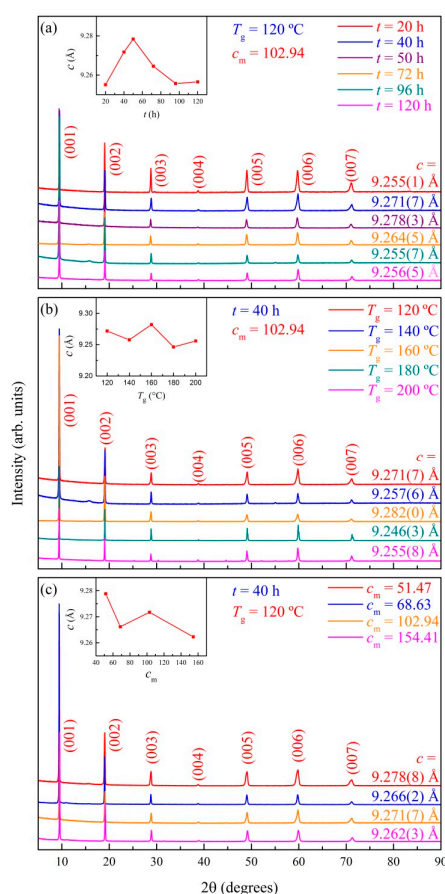 (a)
T_g = 120 ºC
c_m = 102.94
t = 20 h
t = 40 h
t = 50 h
t = 72 h
t = 96 h
t = 120 h
c (Å)
9.28
9.26
20 40 60 80 100 120
t (h)
(001)
(002)
(003)
(004)
(005)
(006)
(007)
c =
9.255(1) Å
9.271(7) Å
9.278(3) Å
9.264(5) Å
9.255(7) Å
9.256(5) Å
(b)
t = 40 h
c_m = 102.94
T_g = 120 ºC
T_g = 140 ºC
T_g = 160 ºC
T_g = 180 ºC
T_g = 200 ºC
c (Å)
9.30
9.25
9.20
120 140 160 180 200
T_g (°C)
(001)
(002)
(003)
(004)
(005)
(006)
(007)
c =
9.271(7) Å
9.257(6) Å
9.282(0) Å
9.246(3) Å
9.255(8) Å
Intensity (arb. units)
(c)
t = 40 h
T_g = 120 ºC
c_m = 51.47
c_m = 68.63
c_m = 102.94
c_m = 154.41
c (Å)
9.28
9.27
9.26
40 60 80 100 120 140 160
c_m
(001)
(002)
(003)
(004)
(005)
(006)
(007)
c =
9.278(8) Å
9.266(2) Å
9.271(7) Å
9.262(3) Å
10 20 30 40 50 60 70 80 90
2θ (degrees)